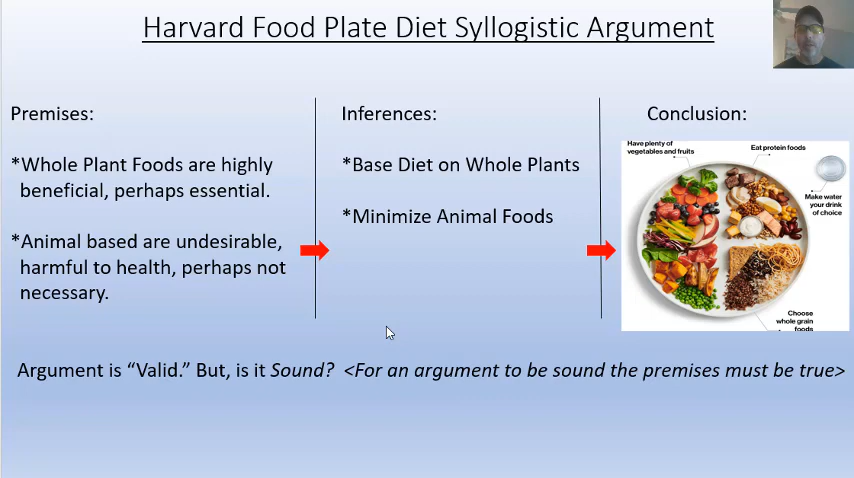 Harvard Food Plate Diet Syllogistic Argument
Premises:
*Whole Plant Foods are highly
beneficial, perhaps essential.
*Animal based are undesirable,
harmful to health, perhaps not
necessary.
Inferences:
*Base Diet on Whole Plants
*Minimize Animal Foods
Conclusion:
Have plenty of
vegetables and fruits
Eat protein foods
Make water
your drink
of choice
Choose
whole grain
foods
Argument is “Valid.” But, is it Sound? <For an argument to be sound the premises must be true>